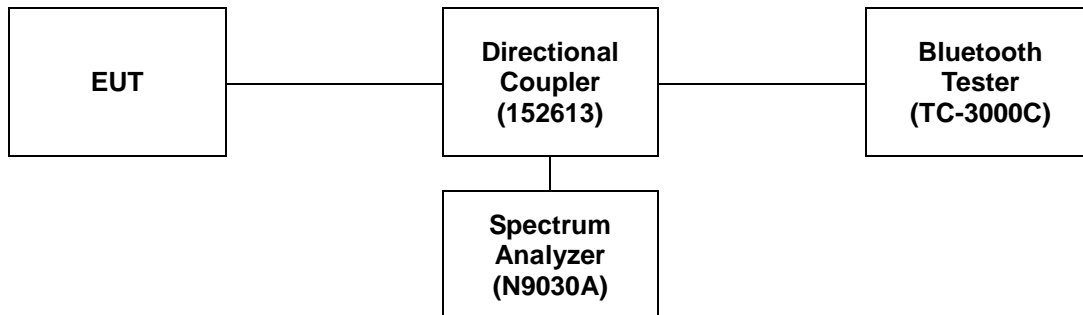 EUT
Directional
Coupler
(152613)
Bluetooth
Tester
(TC-3000C)
Spectrum
Analyzer
(N9030A)